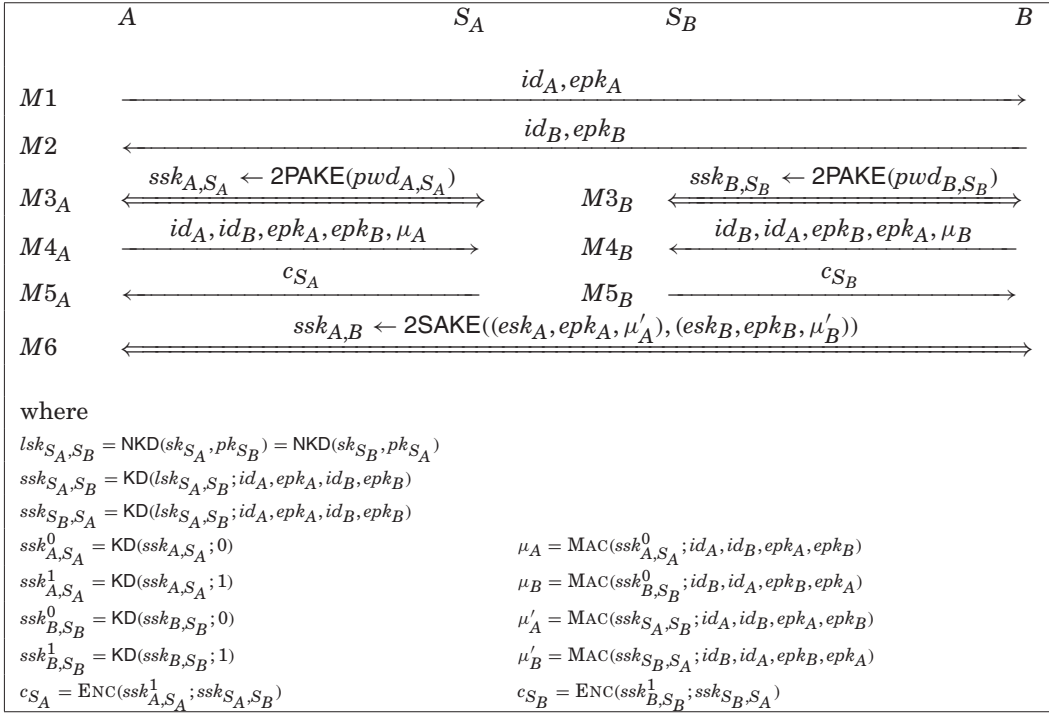 A S_A S_B B
M1 id_A, epk_A
M2 id_B, epk_B
M3_A ssk_{A,S_A} ← 2PAKE(pwd_{A,S_A}) M3_B ssk_{B,S_B} ← 2PAKE(pwd_{B,S_B})
M4_A id_A, id_B, epk_A, epk_B, μ_A M4_B id_B, id_A, epk_B, epk_A, μ_B
M5_A c_{S_A} M5_B c_{S_B}
M6 ssk_{A,B} ← 2SAKE((esk_A, epk_A, μ'_A), (esk_B, epk_B, μ'_B))
where
lsk_{S_A,S_B} = NKD(sk_{S_A}, pk_{S_B}) = NKD(sk_{S_B}, pk_{S_A})
ssk_{S_A,S_B} = KD(lsk_{S_A,S_B}; id_A, epk_A, id_B, epk_B)
ssk_{S_B,S_A} = KD(lsk_{S_A,S_B}; id_A, epk_A, id_B, epk_B)
ssk^0_{A,S_A} = KD(ssk_{A,S_A}; 0) μ_A = MAC(ssk^0_{A,S_A}; id_A, id_B, epk_A, epk_B)
ssk^1_{A,S_A} = KD(ssk_{A,S_A}; 1) μ_B = MAC(ssk^0_{B,S_B}; id_B, id_A, epk_B, epk_A)
ssk^0_{B,S_B} = KD(ssk_{B,S_B}; 0) μ'_A = MAC(ssk_{S_A,S_B}; id_A, id_B, epk_A, epk_B)
ssk^1_{B,S_B} = KD(ssk_{B,S_B}; 1) μ'_B = MAC(ssk_{S_B,S_A}; id_B, id_A, epk_B, epk_A)
c_{S_A} = ENC(ssk^1_{A,S_A}; ssk_{S_A,S_B}) c_{S_B} = ENC(ssk^1_{B,S_B}; ssk_{S_B,S_A})